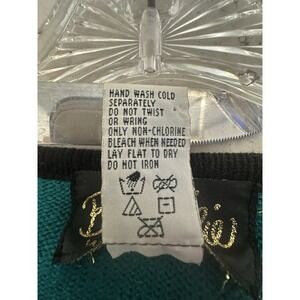 HAND WASH COLD
SEPARATELY
DO NOT TWIST
OR WRING
ONLY NON-CHLORINE
BLEACH WHEN NEEDED
LAY FLAT TO DRY
DO NOT IRON